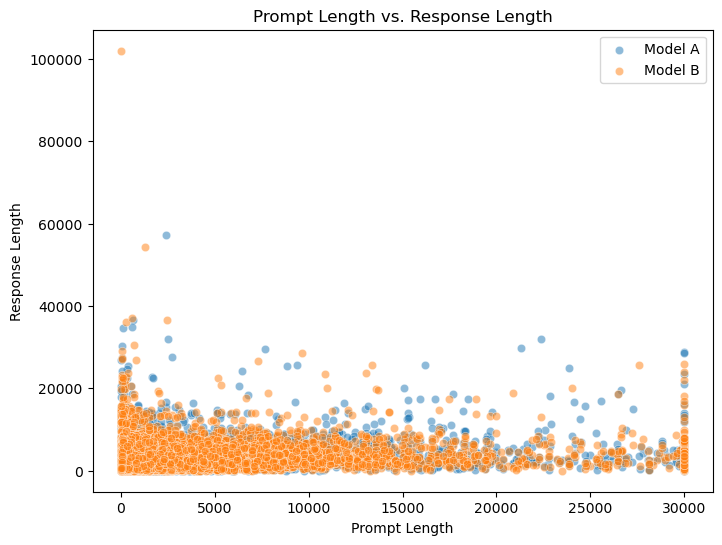 Prompt Length vs. Response Length
Model A
Model B
100000
80000
60000
40000
20000
0
Response Length
0 5000 10000 15000 20000 25000 30000
Prompt Length